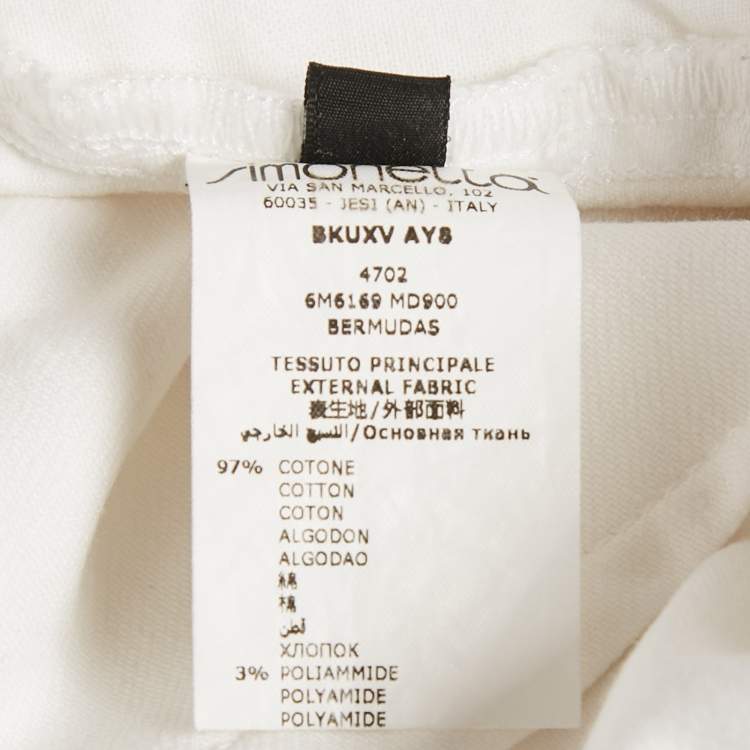 simonetta
VIA SAN MARCELLO, 102
60035 - JESI (AN) - ITALY
BKUXV AY8
4702
6M6169 MD900
BERMUDAS
TESSUTO PRINCIPALE
EXTERNAL FABRIC
表生地/外部面料
النسيج الخارجي/Основная ткань
97% COTONE
COTTON
COTON
ALGODON
ALGODAO
綿
棉
قطن
ХЛОПОК
3% POLIAMMIDE
POLYAMIDE
POLYAMIDE